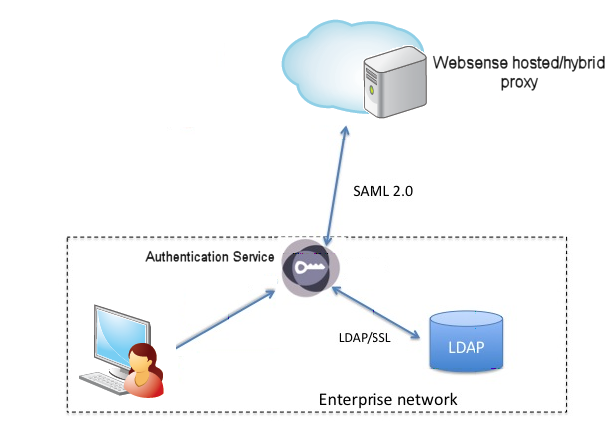 Websense hosted/hybrid
proxy
SAML 2.0
Authentication Service
LDAP/SSL
LDAP
Enterprise network